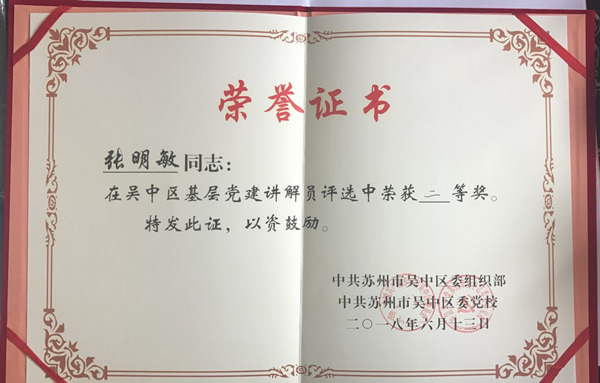 荣誉证书
张明敏同志：
在吴中区基层党建讲解员评选中荣获二等奖。
特发此证，以资鼓励。
中共苏州市吴中区委组织部
中共苏州市吴中区委党校
二〇一八年六月十三日